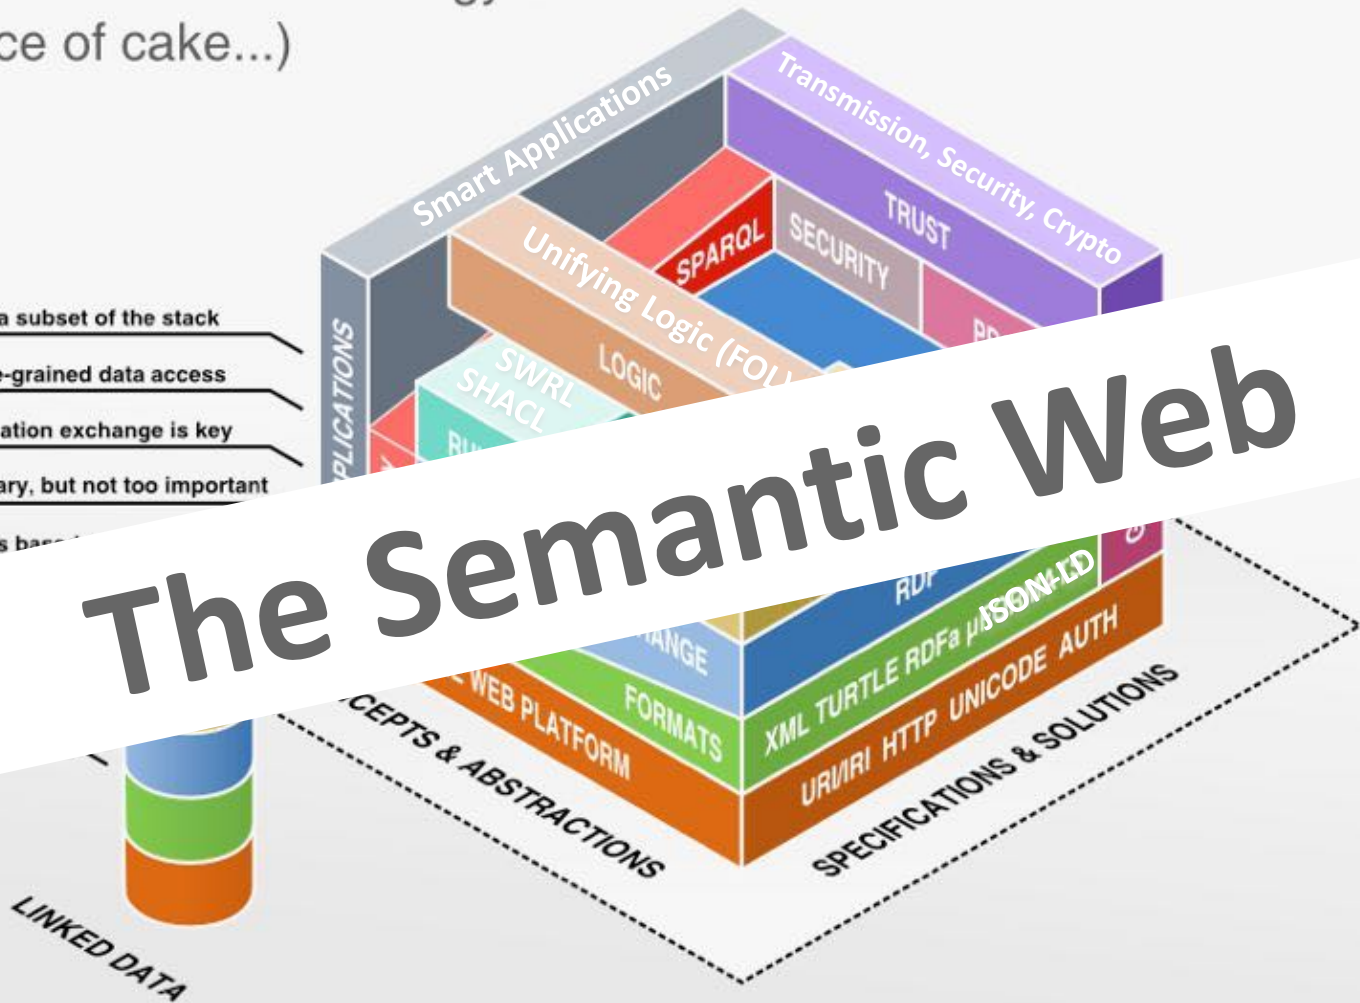 ce of cake...)
Smart Applications
Transmission, Security, Crypto
TRUST
SPARQL
SECURITY
Unifying Logic (FOL)
LOGIC
SWRL
SHACL
a subset of the stack
e-grained data access
ation exchange is key
ary, but not too important
PLICATIONS
The Semantic Web
RDF
HANGE
FORMATS
WEB PLATFORM
XML TURTLE RDFa
JSON-LD
URI/IRI HTTP UNICODE AUTH
CEPTS & ABSTRACTIONS
SPECIFICATIONS & SOLUTIONS
LINKED DATA